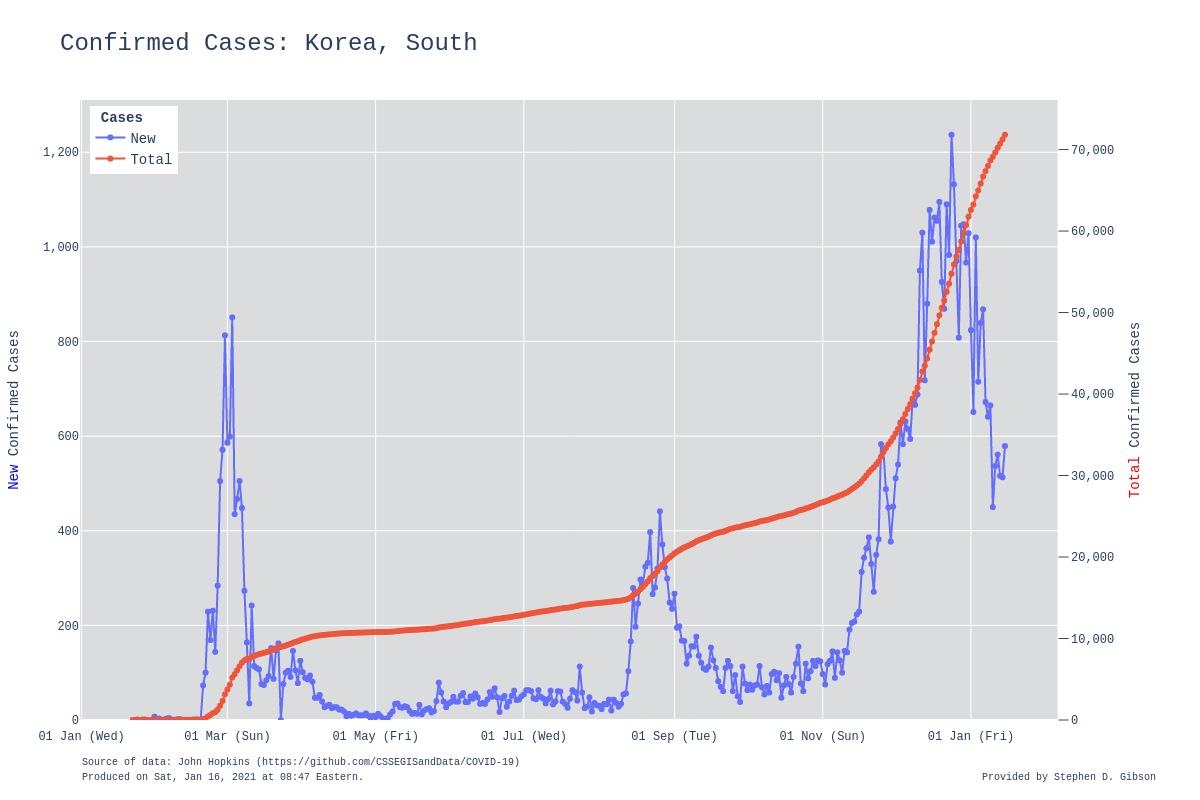 Confirmed Cases: Korea, South
Cases
New
Total
1,200
1,000
800
600
400
200
0
70,000
60,000
50,000
40,000
30,000
20,000
10,000
0
New Confirmed Cases
Total Confirmed Cases
01 Jan (Wed) 01 Mar (Sun) 01 May (Fri) 01 Jul (Wed) 01 Sep (Tue) 01 Nov (Sun) 01 Jan (Fri)
Source of data: John Hopkins (https://github.com/CSSEGISandData/COVID-19)
Produced on Sat, Jan 16, 2021 at 08:47 Eastern.
Provided by Stephen D. Gibson